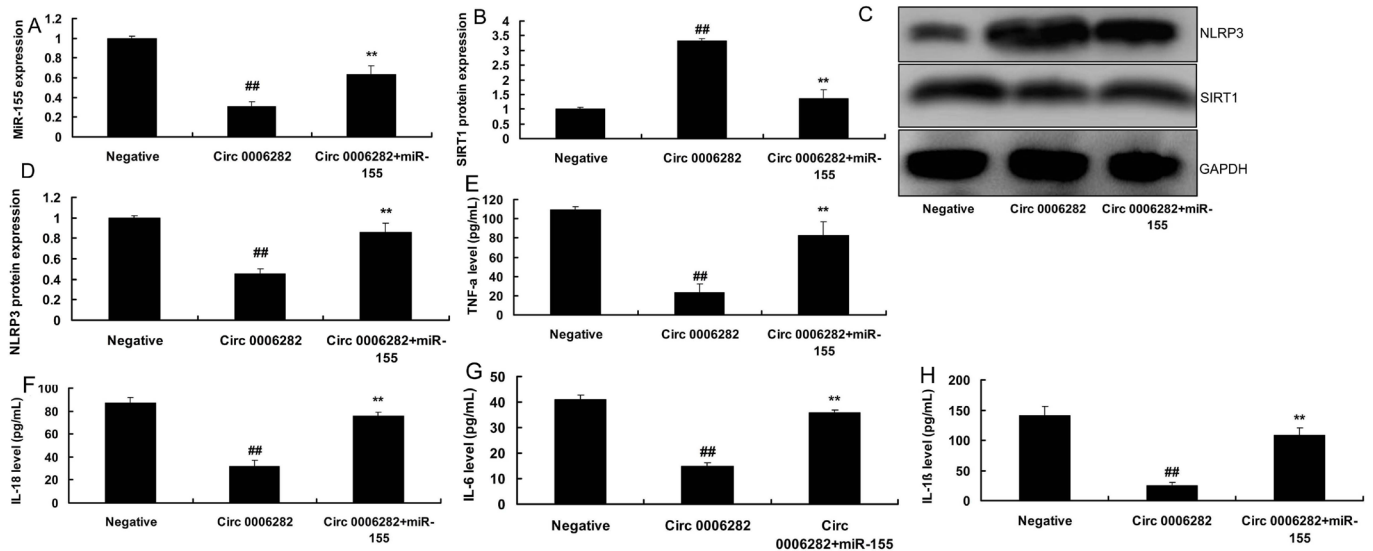 A
MiR-155 expression
1.2
1
0.8
0.6
0.4
0.2
0
##
**
Negative
Circ 0006282
Circ 0006282+miR-
155
B
SIRT1 protein expression
4
3.5
3
2.5
2
1.5
1
0.5
0
##
**
Negative
Circ 0006282
Circ 0006282+miR-
155
C
NLRP3
SIRT1
GAPDH
Negative
Circ 0006282
Circ 0006282+miR-
155
D
NLRP3 protein expression
1.2
1
0.8
0.6
0.4
0.2
0
##
**
Negative
Circ 0006282
Circ 0006282+miR-
155
E
TNF-a level (pg/mL)
120
100
80
60
40
20
0
##
**
Negative
Circ 0006282
Circ 0006282+miR-
155
F
IL-18 level (pg/mL)
100
80
60
40
20
0
##
**
Negative
Circ 0006282
Circ 0006282+miR-
155
G
IL-6 level (pg/mL)
50
40
30
20
10
0
##
**
Negative
Circ 0006282
Circ
0006282+miR-155
H
IL-1ß level (pg/mL)
200
150
100
50
0
##
**
Negative
Circ 0006282
Circ 0006282+miR-
155